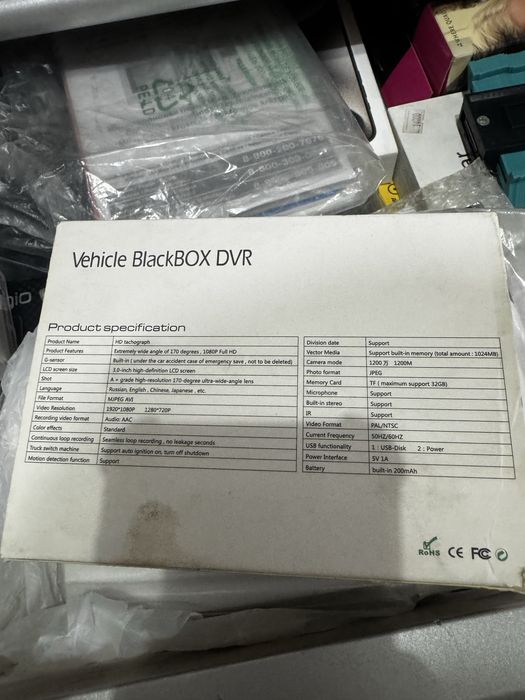 8-800-700-7
8-800-303-
Vehicle BlackBOX DVR
Product specification
Product Name HD tachograph
Product Features Extremely wide angle of 170 degrees , 1080P Full HD
G-sensor Built-in ( under the car accident case of emergency save , not to be deleted)
LCD screen size 3.0-inch high-definition LCD screen
Shot A + grade high-resolution 170-degree ultra-wide-angle lens
Language Russian, English , Chinese, Japanese , etc.
File Format MJPEG AVI
Video Resolution 1920*1080P 1280*720P
Recording video format Audio: AAC
Color effects Standard
Continuous loop recording Seamless loop recording , no leakage seconds
Truck switch machine Support auto ignition on, turn off shutdown
Motion detection function Support
Division date Support
Vector Media Support built-in memory (total amount : 1024MB)
Camera mode 1200万 1200M
Photo format JPEG
Memory Card TF ( maximum support 32GB)
Microphone Support
Built-in stereo Support
IR Support
Video Format PAL/NTSC
Current Frequency 50HZ/60HZ
USB functionality 1 : USB-Disk 2 : Power
Power Interface 5V 1A
Battery built-in 200mAh
RoHS CE FC